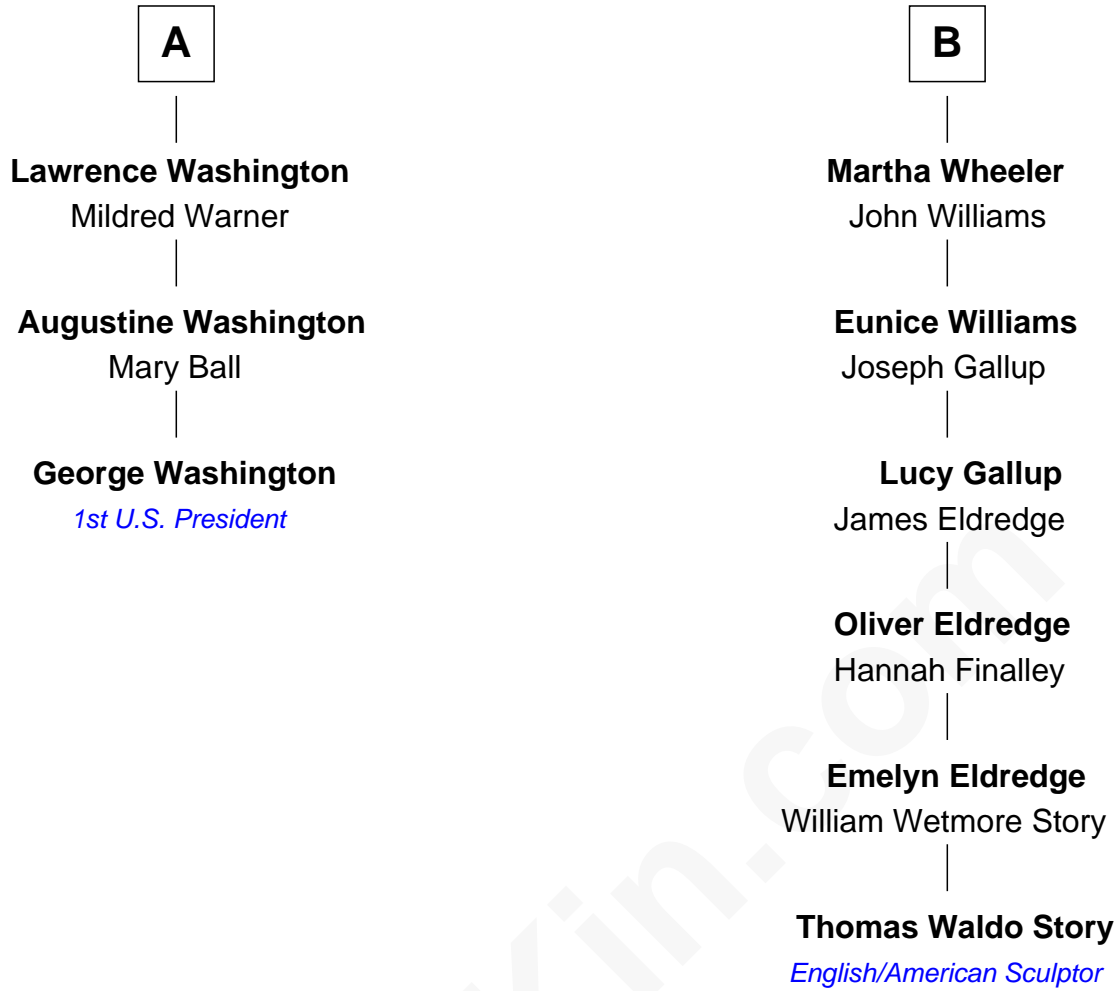 A
Lawrence Washington
Mildred Warner
Augustine Washington
Mary Ball
George Washington
1st U.S. President
B
Martha Wheeler
John Williams
Eunice Williams
Joseph Gallup
Lucy Gallup
James Eldredge
Oliver Eldredge
Hannah Finalley
Emelyn Eldredge
William Wetmore Story
Thomas Waldo Story
English/American Sculptor